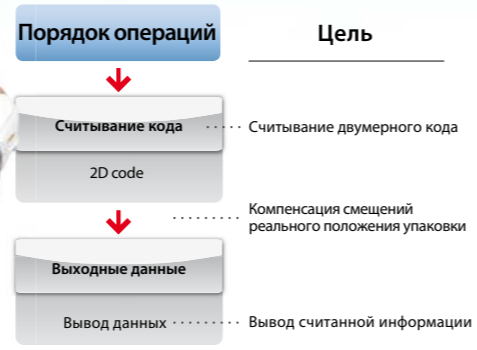 Порядок операций
Цель
Считывание кода
Считывание двумерного кода
2D code
Компенсация смещений
реального положения упаковки
Выходные данные
Вывод данных
Вывод считанной информации